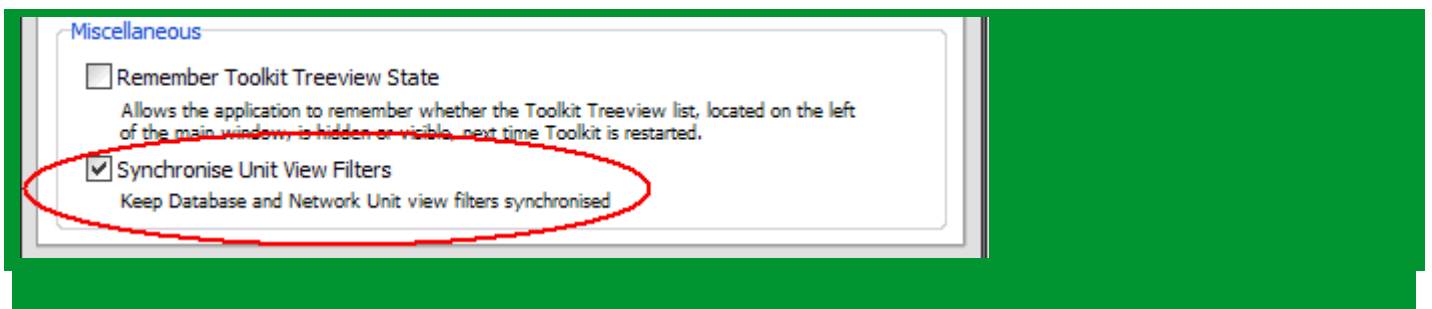 Miscellaneous
Remember Toolkit Treeview State
Allows the application to remember whether the Toolkit Treeview list, located on the left
of the main window, is hidden or visible, next time Toolkit is restarted.
Synchronise Unit View Filters
Keep Database and Network Unit view filters synchronised